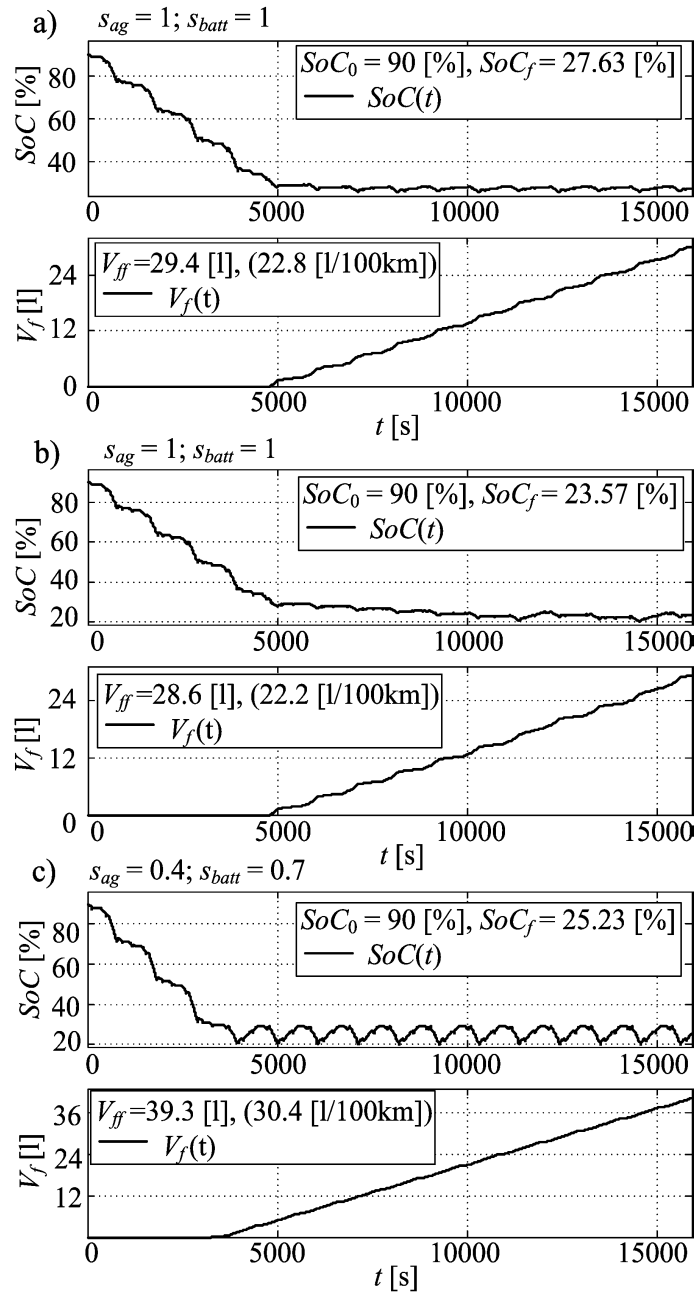 a) s_ag = 1; s_batt = 1
SoC [%]
80
60
40
SoC₀ = 90 [%], SoC_f = 27.63 [%]
SoC(t)
0 5000 10000 15000
V_f [l]
24
12
0
V_ff =29.4 [l], (22.8 [l/100km])
V_f(t)
0 5000 10000 15000
t [s]
b) s_ag = 1; s_batt = 1
SoC [%]
80
60
40
20
SoC₀ = 90 [%], SoC_f = 23.57 [%]
SoC(t)
0 5000 10000 15000
V_f [l]
24
12
0
V_ff =28.6 [l], (22.2 [l/100km])
V_f(t)
0 5000 10000 15000
t [s]
c) s_ag = 0.4; s_batt = 0.7
SoC [%]
80
60
40
20
SoC₀ = 90 [%], SoC_f = 25.23 [%]
SoC(t)
0 5000 10000 15000
V_f [l]
36
24
12
V_ff =39.3 [l], (30.4 [l/100km])
V_f(t)
0 5000 10000 15000
t [s]